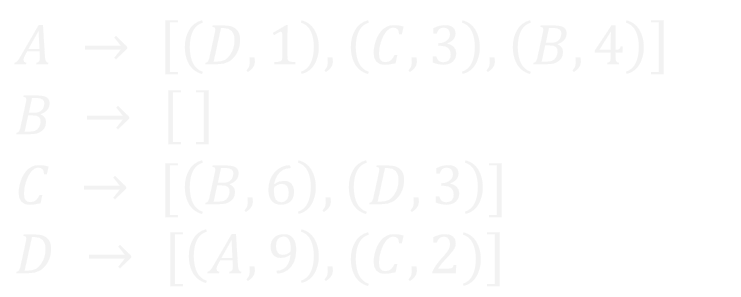 A → [(D, 1), (C, 3), (B, 4)]
B → [ ]
C → [(B, 6), (D, 3)]
D → [(A, 9), (C, 2)]